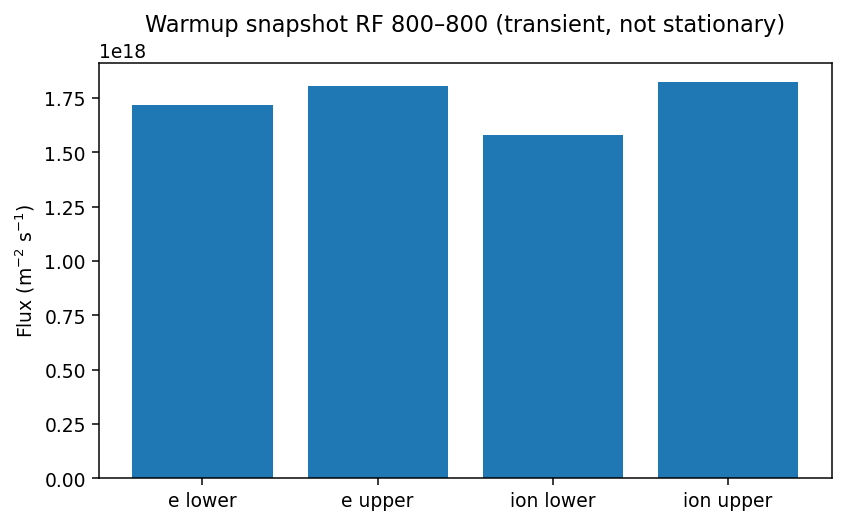 Warmup snapshot RF 800–800 (transient, not stationary)
1e18
1.75
1.50
1.25
1.00
0.75
0.50
0.25
0.00
Flux (m⁻² s⁻¹)
e lower
e upper
ion lower
ion upper